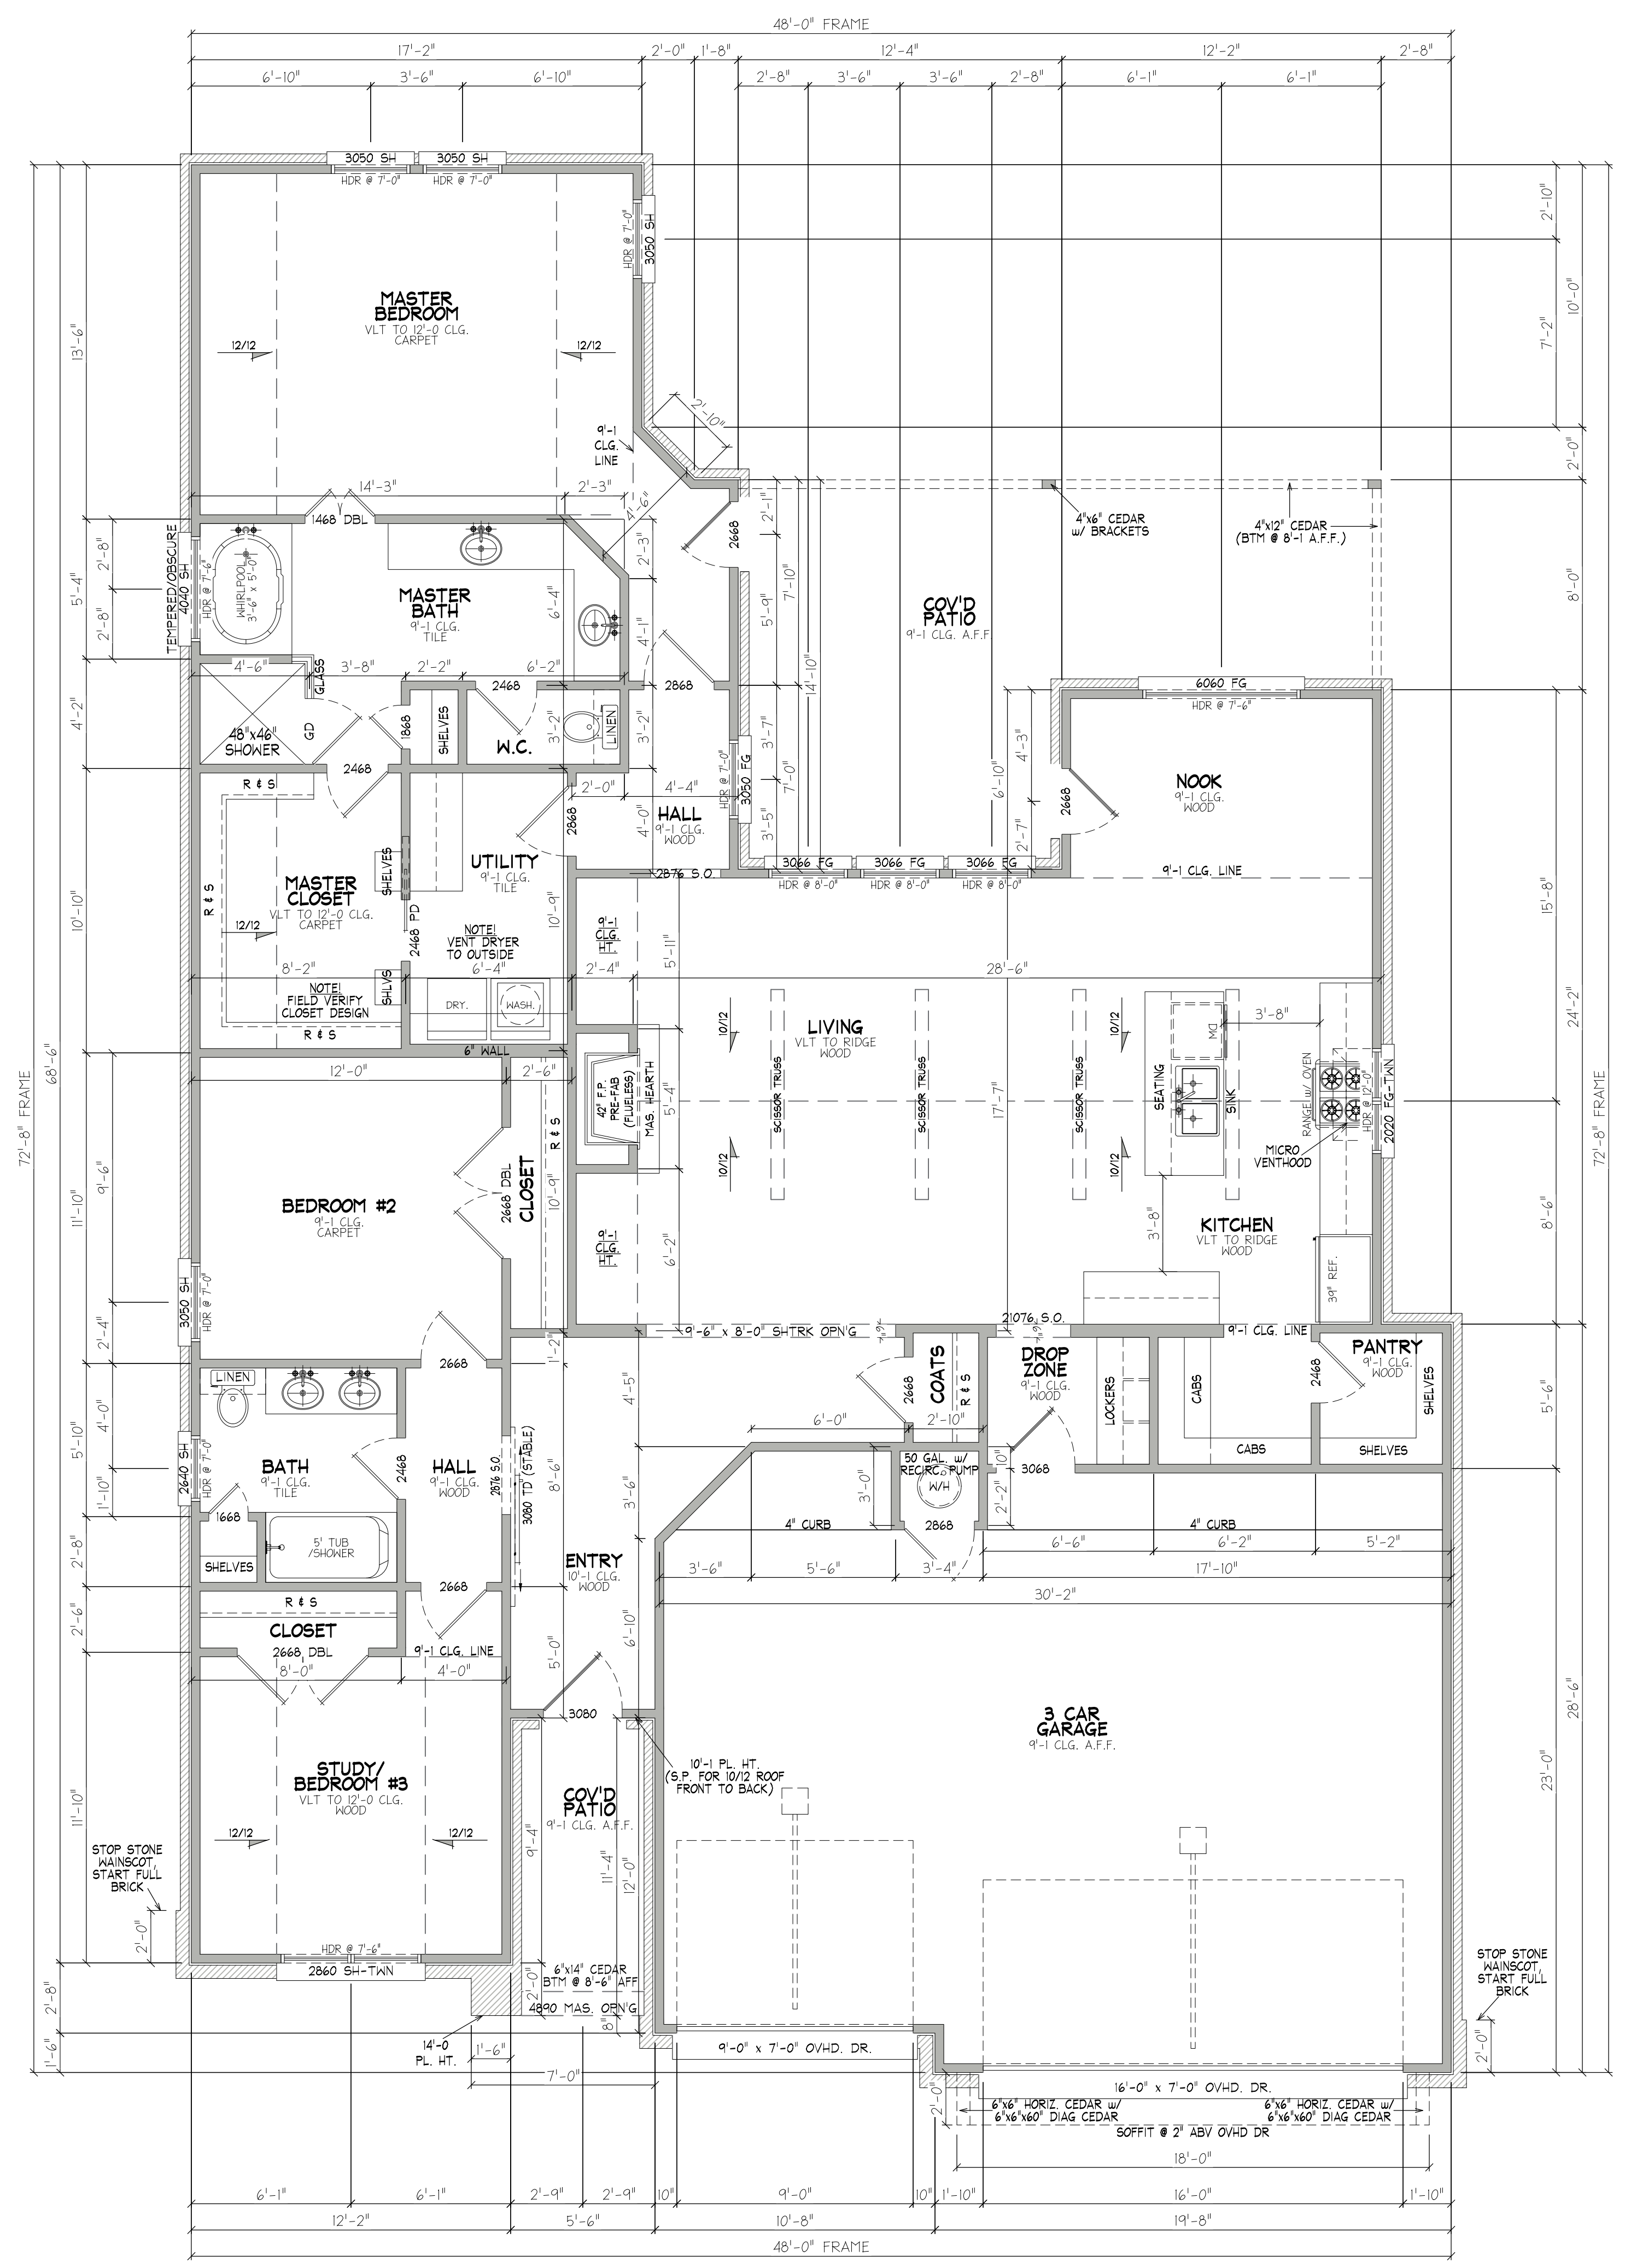 48'-0" FRAME
17'-2"
2'-0"
1'-8"
12'-4"
12'-2"
2'-8"
6'-10"
3'-6"
6'-10"
2'-8"
3'-6"
3'-6"
2'-8"
6'-1"
6'-1"
3050 SH
3050 SH
HDR @ 7'-0"
HDR @ 7'-0"
3050 SH
HDR @ 7'-0"
2'-10"
10'-0"
7'-2"
13'-6"
MASTER
BEDROOM
VLT TO 12'-0 CLG.
CARPET
12/12
12/12
9'-1
CLG.
LINE
2'-10"
2'-0"
14'-3"
2'-3"
4'-6"
1468 DBL
2668
2'-1"
4"x6" CEDAR
w/ BRACKETS
4"x12" CEDAR
(BTM @ 8'-1 A.F.F.)
8'-0"
TEMPERED/OBSCURE
4040 SH
HDR @ 7'-6"
WHIRLPOOL
3'-6" x 5'-0"
2'-8"
5'-4"
2'-8"
MASTER
BATH
9'-1 CLG.
TILE
6'-4"
2'-3"
4'-1"
5'-9"
7'-10"
14'-10"
COV'D
PATIO
9'-1 CLG. A.F.F.
4'-6"
3'-8"
2'-2"
6'-2"
GLASS
2468
2868
6060 FG
HDR @ 7'-6"
4'-2"
48"x46"
SHOWER
GD
1868
SHELVES
W.C.
3'-2"
LINEN
3'-2"
3'-7"
7'-0"
3'-5"
4'-3"
6'-10"
2'-7"
2668
NOOK
9'-1 CLG.
WOOD
2468
R & S
2'-0"
4'-4"
2868
HALL
9'-1 CLG.
WOOD
4'-0"
3050 FG
HDR @ 7'-0"
3066 FG
3066 FG
3066 FG
HDR @ 8'-0"
HDR @ 8'-0"
HDR @ 8'-0"
2876 S.O.
9'-1 CLG. LINE
UTILITY
9'-1 CLG.
TILE
SHELVES
MASTER
CLOSET
VLT TO 12'-0 CLG.
CARPET
12/12
R & S
2468 PD
NOTE!
VENT DRYER
TO OUTSIDE
10'-10"
10'-9"
9'-1
CLG.
HT.
5'-11"
15'-8"
24'-2"
8'-2"
6'-4"
2'-4"
28'-6"
NOTE!
FIELD VERIFY
CLOSET DESIGN
SHLVS
R & S
DRY.
WASH.
6" WALL
LIVING
VLT TO RIDGE
WOOD
10/12
10/12
10/12
10/12
SCISSOR TRUSS
SCISSOR TRUSS
SCISSOR TRUSS
17'-7"
3'-8"
DW
SEATING
SINK
RANGE w/ OVEN
HDR @ 12'-0"
2020 FG-TWN
MICRO
VENTHOOD
42" F.P.
PRE-FAB
(FLUELESS)
MAS. HEARTH
5'-4"
12'-0"
2'-6"
R & S
72'-8" FRAME
68'-6"
72'-8" FRAME
9'-6"
11'-10"
BEDROOM #2
9'-1 CLG.
CARPET
2668 DBL
CLOSET
10'-9"
9'-1
CLG.
HT.
6'-2"
3'-8"
KITCHEN
VLT TO RIDGE
WOOD
39" REF.
8'-6"
3050 SH
HDR @ 7'-0"
2'-4"
9'-6" x 8'-0" SHTRK OPN'G
21076 S.O.
9'-1 CLG. LINE
1'-2"
2668
LINEN
COATS
R & S
2668
DROP
ZONE
9'-1 CLG.
WOOD
LOCKERS
CABS
CABS
2468
PANTRY
9'-1 CLG.
WOOD
SHELVES
SHELVES
5'-6"
4'-5"
6'-0"
2'-10"
4'-0"
5'-10"
1'-10"
2640 SH
HDR @ 7'-0"
BATH
9'-1 CLG.
TILE
2468
HALL
9'-1 CLG.
WOOD
2876 S.O.
3080 TD (STABLE)
8'-6"
3'-6"
3'-0"
50 GAL. w/
RECIRC. PUMP
W/H
3068
10"
2'-2"
1668
5' TUB
/SHOWER
SHELVES
4" CURB
2868
4" CURB
6'-6"
6'-2"
5'-2"
2'-8"
ENTRY
10'-1 CLG.
WOOD
3'-6"
5'-6"
3'-4"
17'-10"
30'-2"
2668
R & S
CLOSET
2'-6"
2668 DBL
9'-1 CLG. LINE
8'-0"
4'-0"
5'-0"
6'-10"
3080
3 CAR
GARAGE
9'-1 CLG. A.F.F.
28'-6"
23'-0"
10'-1 PL. HT.
(S.P. FOR 10/12 ROOF
FRONT TO BACK)
STUDY/
BEDROOM #3
VLT TO 12'-0 CLG.
WOOD
12/12
12/12
11'-10"
COV'D
PATIO
9'-1 CLG. A.F.F.
9'-4"
11'-4"
12'-0"
STOP STONE
WAINSCOT,
START FULL
BRICK
2'-0"
HDR @ 7'-6"
2860 SH-TWN
6"x14" CEDAR
BTM @ 8'-6" AFF
2'-0"
4890 MAS. OPN'G
8"
STOP STONE
WAINSCOT,
START FULL
BRICK
2'-0"
2'-8"
1'-6"
14'-0
PL. HT.
1'-6"
7'-0"
9'-0" x 7'-0" OVHD. DR.
16'-0" x 7'-0" OVHD. DR.
2'-0"
6"x6" HORIZ. CEDAR w/
6"x6"x60" DIAG CEDAR
6"x6" HORIZ. CEDAR w/
6"x6"x60" DIAG CEDAR
SOFFIT @ 2" ABV OVHD DR
18'-0"
6'-1"
6'-1"
2'-9"
2'-9"
10"
9'-0"
10"
1'-10"
16'-0"
1'-10"
12'-2"
5'-6"
10'-8"
19'-8"
48'-0" FRAME